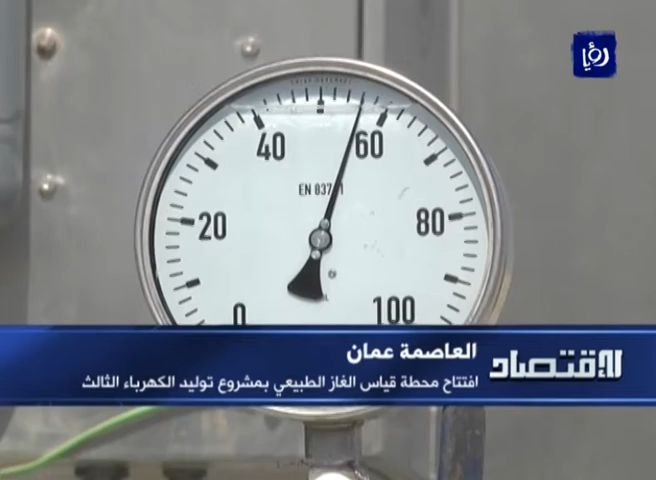 رؤيا
40
60
EN 837-1
20
80
0
100
العاصمة عمان
الاقتصاد
افتتاح محطة قياس الغاز الطبيعي بمشروع توليد الكهرباء الثالث